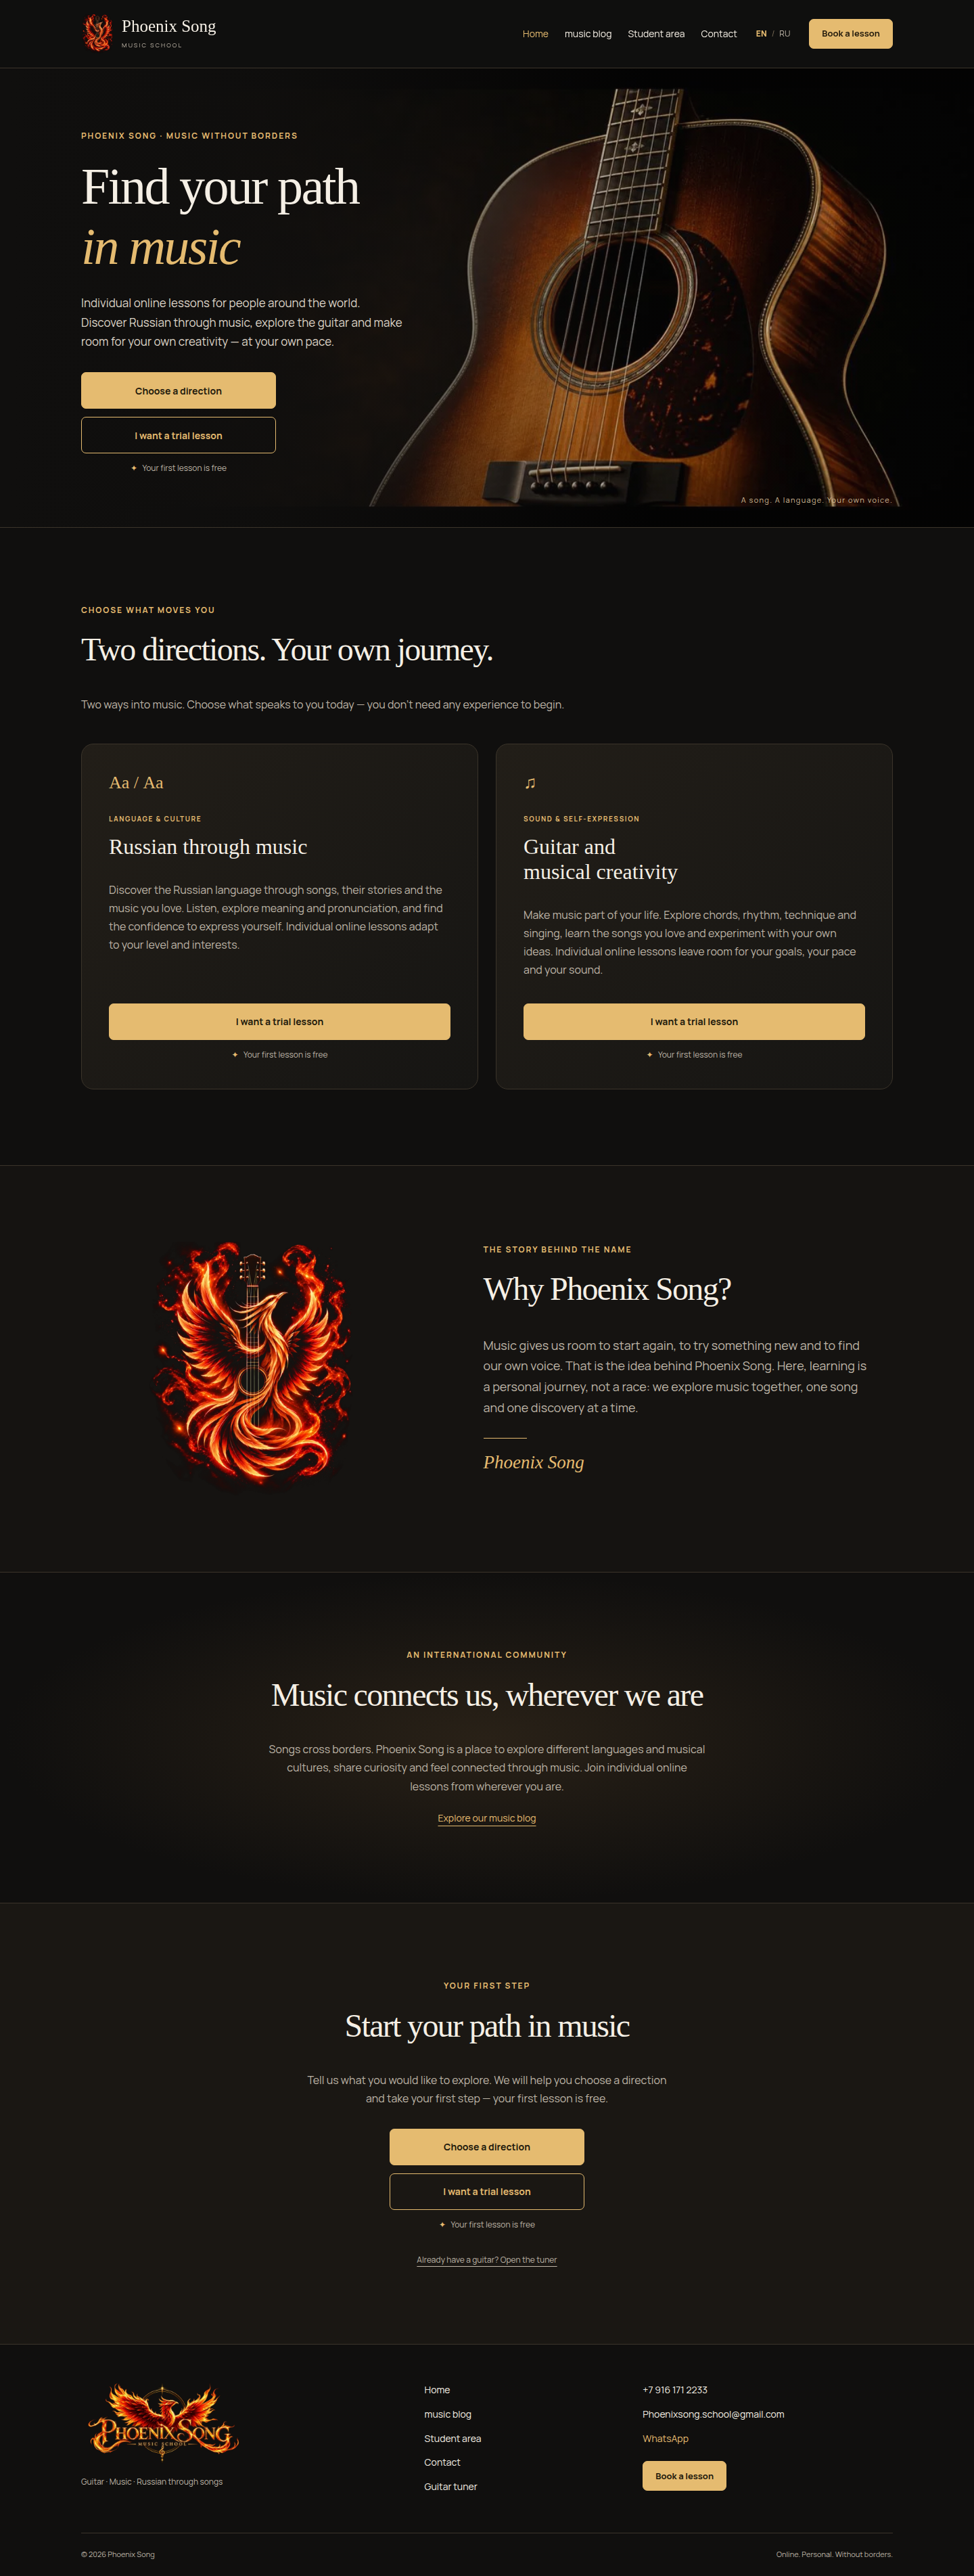 Phoenix Song
MUSIC SCHOOL
Home
music blog
Student area
Contact
EN / RU
Book a lesson
PHOENIX SONG · MUSIC WITHOUT BORDERS
Find your path
in music
Individual online lessons for people around the world.
Discover Russian through music, explore the guitar and make
room for your own creativity — at your own pace.
Choose a direction
I want a trial lesson
✦ Your first lesson is free
A song. A language. Your own voice.
CHOOSE WHAT MOVES YOU
Two directions. Your own journey.
Two ways into music. Choose what speaks to you today — you don't need any experience to begin.
Aa / Aa
LANGUAGE & CULTURE
Russian through music
Discover the Russian language through songs, their stories and the
music you love. Listen, explore meaning and pronunciation, and find
the confidence to express yourself. Individual online lessons adapt
to your level and interests.
I want a trial lesson
✦ Your first lesson is free
♫
SOUND & SELF-EXPRESSION
Guitar and
musical creativity
Make music part of your life. Explore chords, rhythm, technique and
singing, learn the songs you love and experiment with your own
ideas. Individual online lessons leave room for your goals, your pace
and your sound.
I want a trial lesson
✦ Your first lesson is free
THE STORY BEHIND THE NAME
Why Phoenix Song?
Music gives us room to start again, to try something new and to find
our own voice. That is the idea behind Phoenix Song. Here, learning is
a personal journey, not a race: we explore music together, one song
and one discovery at a time.
Phoenix Song
AN INTERNATIONAL COMMUNITY
Music connects us, wherever we are
Songs cross borders. Phoenix Song is a place to explore different languages and musical
cultures, share curiosity and feel connected through music. Join individual online
lessons from wherever you are.
Explore our music blog
YOUR FIRST STEP
Start your path in music
Tell us what you would like to explore. We will help you choose a direction
and take your first step — your first lesson is free.
Choose a direction
I want a trial lesson
✦ Your first lesson is free
Already have a guitar? Open the tuner
PHOENIX SONG
MUSIC SCHOOL
Guitar · Music · Russian through songs
Home
music blog
Student area
Contact
Guitar tuner
+7 916 171 2233
Phoenixsong.school@gmail.com
WhatsApp
Book a lesson
© 2026 Phoenix Song
Online. Personal. Without borders.